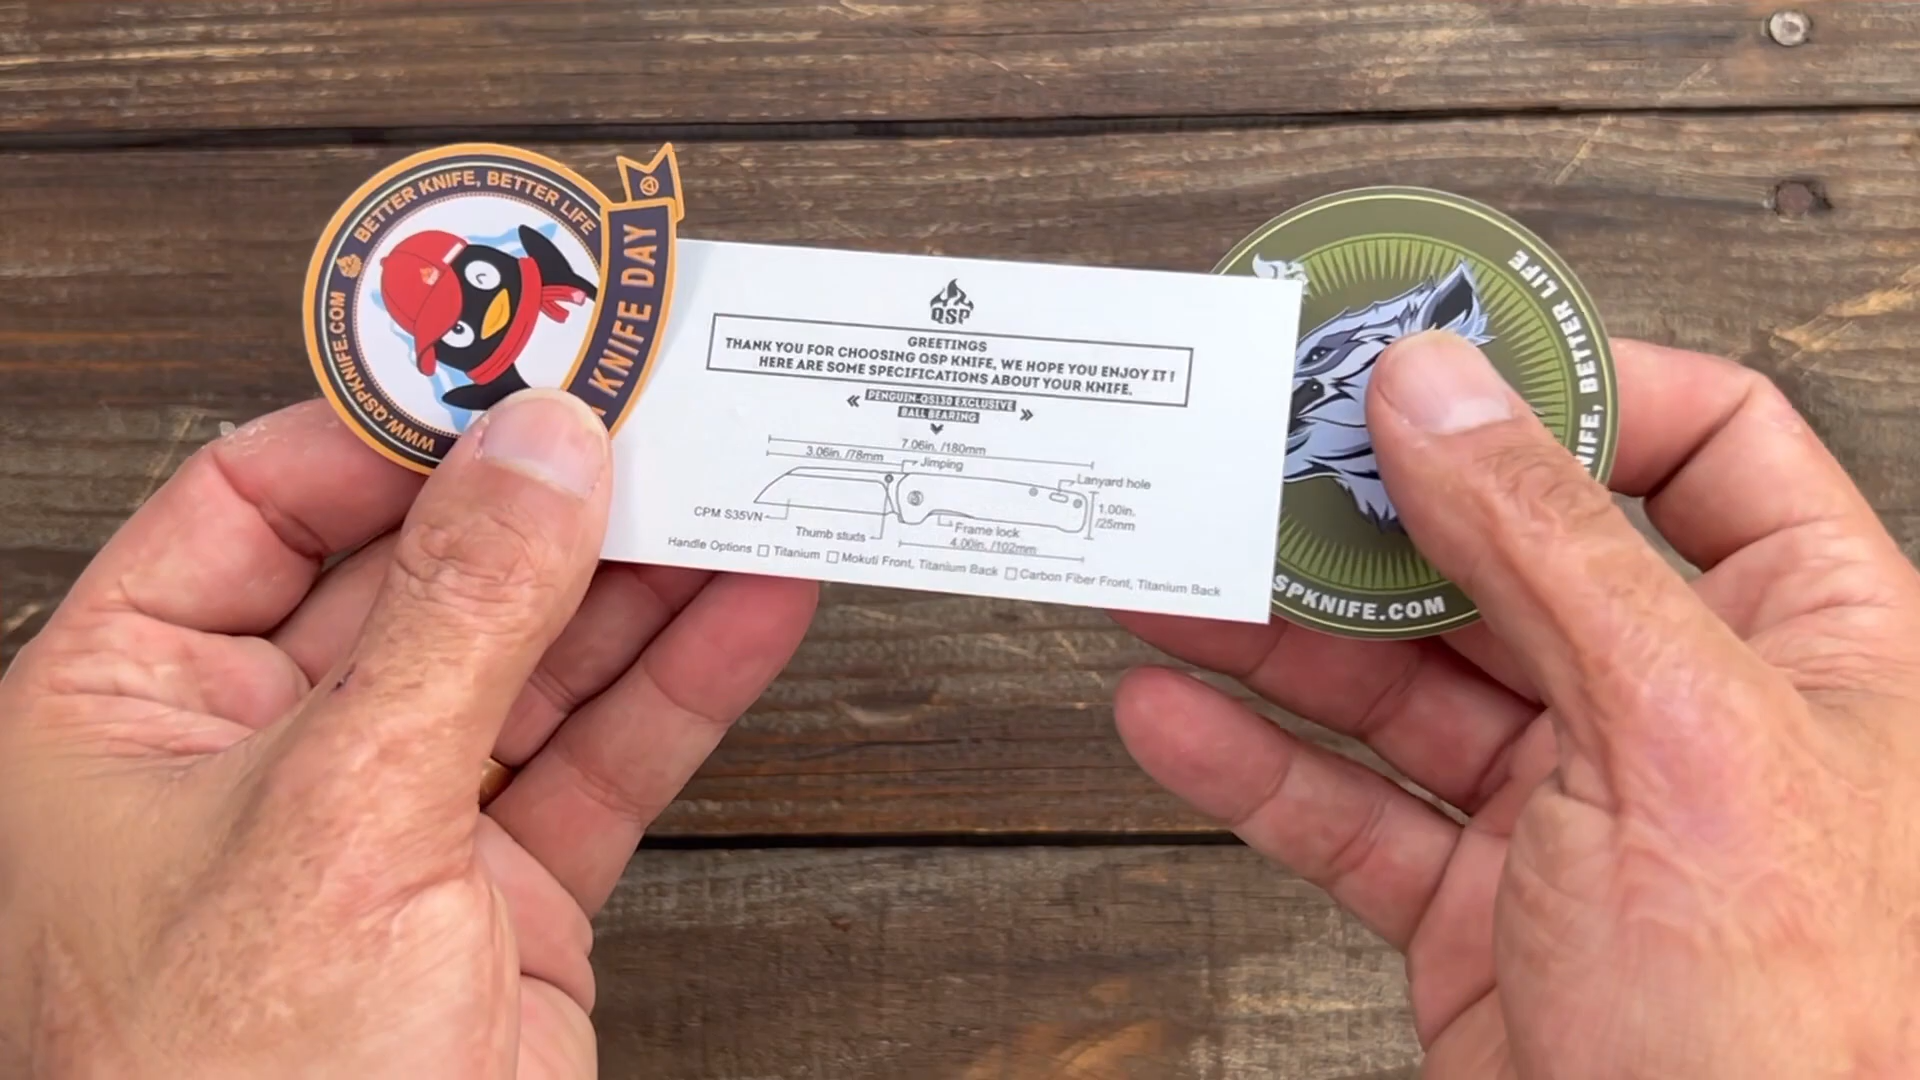 BETTER KNIFE, BETTER LIFE
WWW.QSPKNIFE.COM
KNIFE DAY
QSP
GREETINGS
THANK YOU FOR CHOOSING QSP KNIFE, WE HOPE YOU ENJOY IT !
HERE ARE SOME SPECIFICATIONS ABOUT YOUR KNIFE.
PENGUIN-QS130 EXCLUSIVE
BALL BEARING
7.06in. /180mm
3.06in. /78mm
Jimping
Lanyard hole
CPM S35VN
1.00in.
/25mm
Thumb studs
Frame lock
4.00in. /102mm
Handle Options □ Titanium □ Mokuti Front, Titanium Back □ Carbon Fiber Front, Titanium Back
NIFE, BETTER LIFE
SPKNIFE.COM